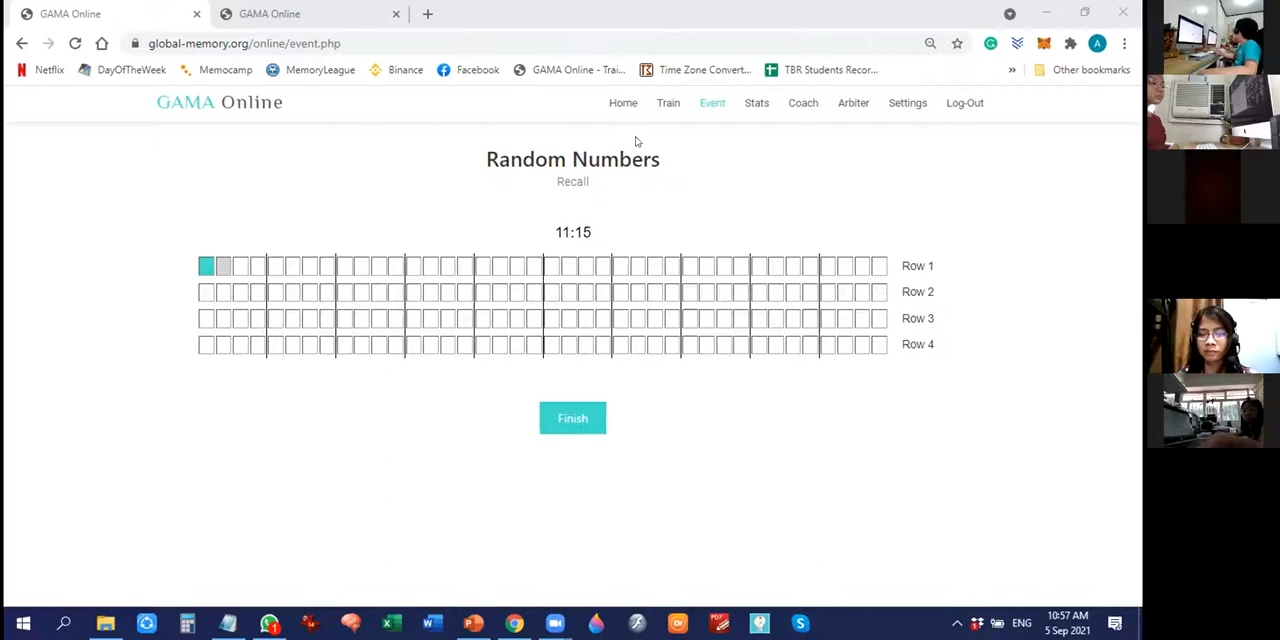 GAMA Online
GAMA Online
global-memory.org/online/event.php
A
Netflix
DayOfTheWeek
Memocamp
MemoryLeague
Binance
Facebook
GAMA Online - Trai...
Time Zone Convert...
TBR Students Recor...
»
Other bookmarks
GAMA Online
Home
Train
Event
Stats
Coach
Arbiter
Settings
Log-Out
Random Numbers
Recall
11:15
Row 1
Row 2
Row 3
Row 4
Finish
ENG
10:57 AM
5 Sep 2021